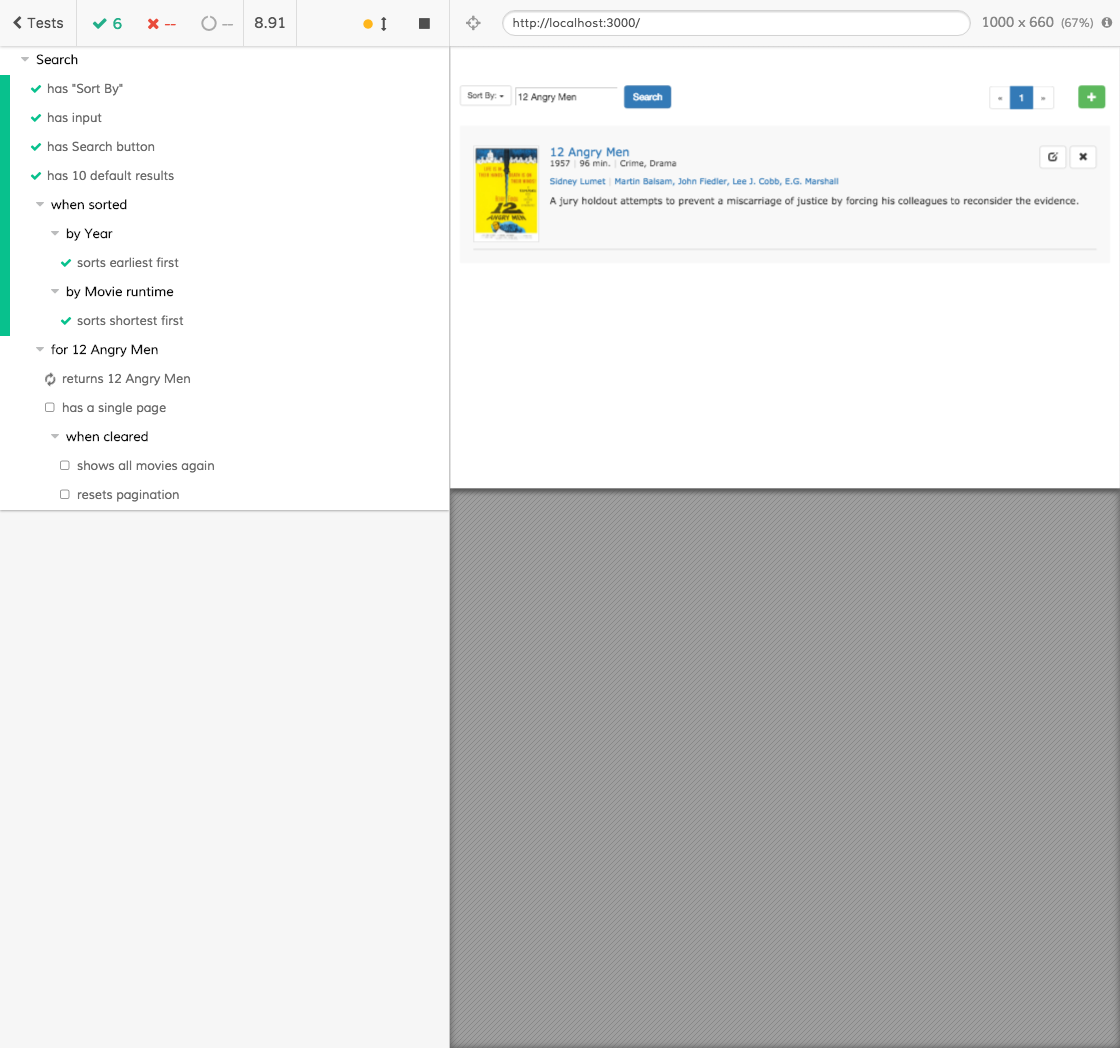 Tests 6 -- -- 8.91
http://localhost:3000/ 1000 x 660 (67%)
Search
has "Sort By"
has input
has Search button
has 10 default results
when sorted
by Year
sorts earliest first
by Movie runtime
sorts shortest first
for 12 Angry Men
returns 12 Angry Men
has a single page
when cleared
shows all movies again
resets pagination
Sort By: 12 Angry Men Search « 1 »
12 Angry Men
1957 | 96 min. | Crime, Drama
Sidney Lumet | Martin Balsam, John Fiedler, Lee J. Cobb, E.G. Marshall
A jury holdout attempts to prevent a miscarriage of justice by forcing his colleagues to reconsider the evidence.
12
ANGRY MEN